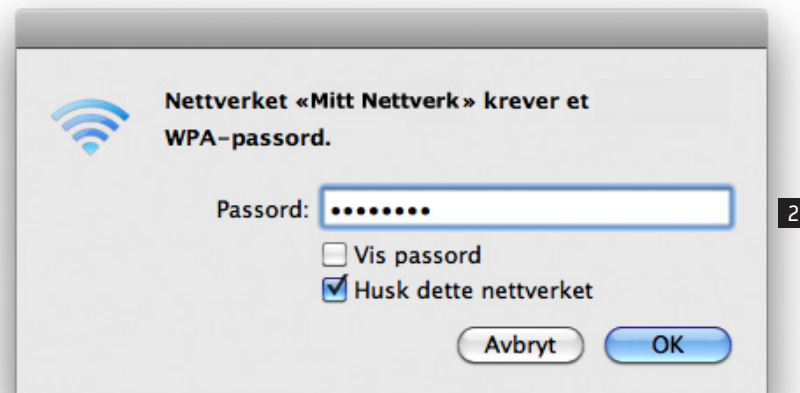 Nettverket «Mitt Nettverk» krever et
WPA-passord.
Passord: ••••••••
2
Vis passord
Husk dette nettverket
Avbryt OK